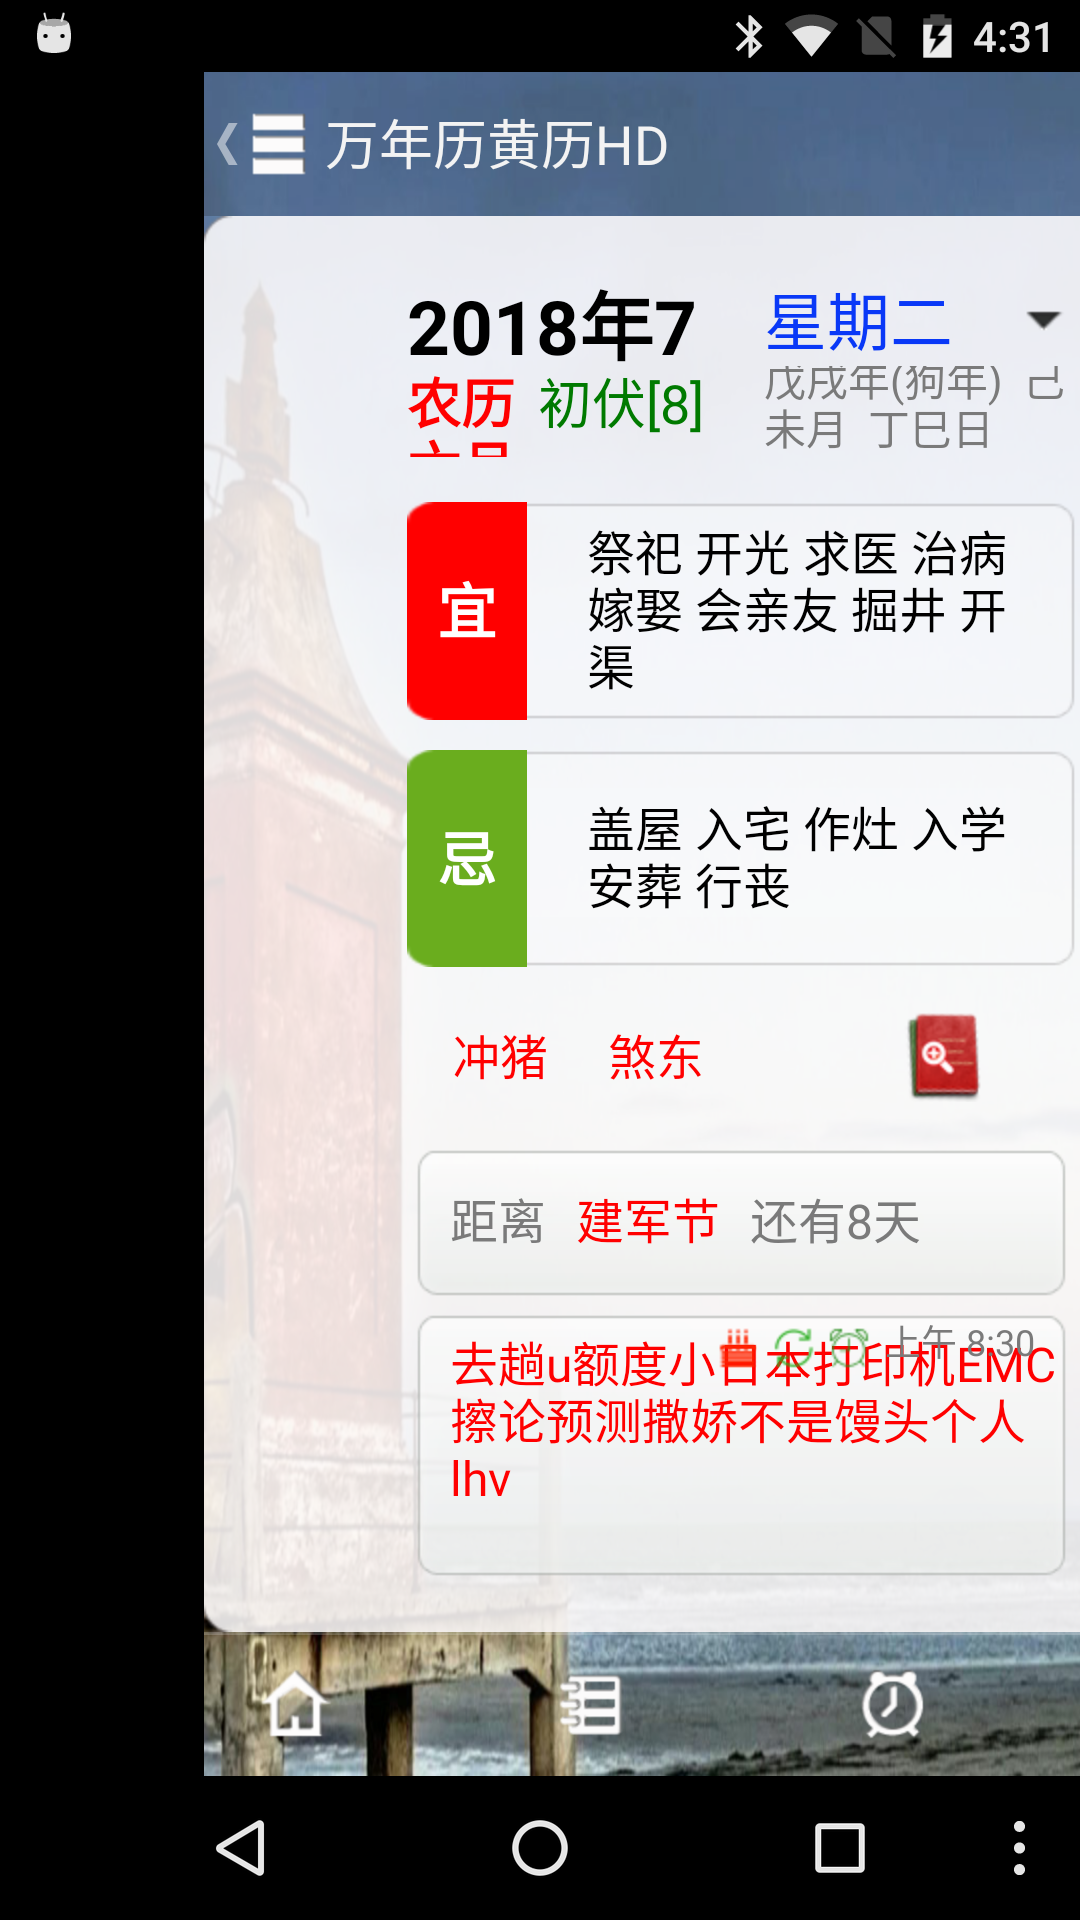 4:31
万年历黄历HD
2018年7
星期二
农历
初伏[8]
戊戌年(狗年) 己
未月 丁巳日
宜
祭祀 开光 求医 治病
嫁娶 会亲友 掘井 开
渠
忌
盖屋 入宅 作灶 入学
安葬 行丧
冲猪 煞东
距离 建军节 还有8天
上午 8:30
去趟u额度小日本打印机EMC
擦论预测撒娇不是馒头个人
lhv